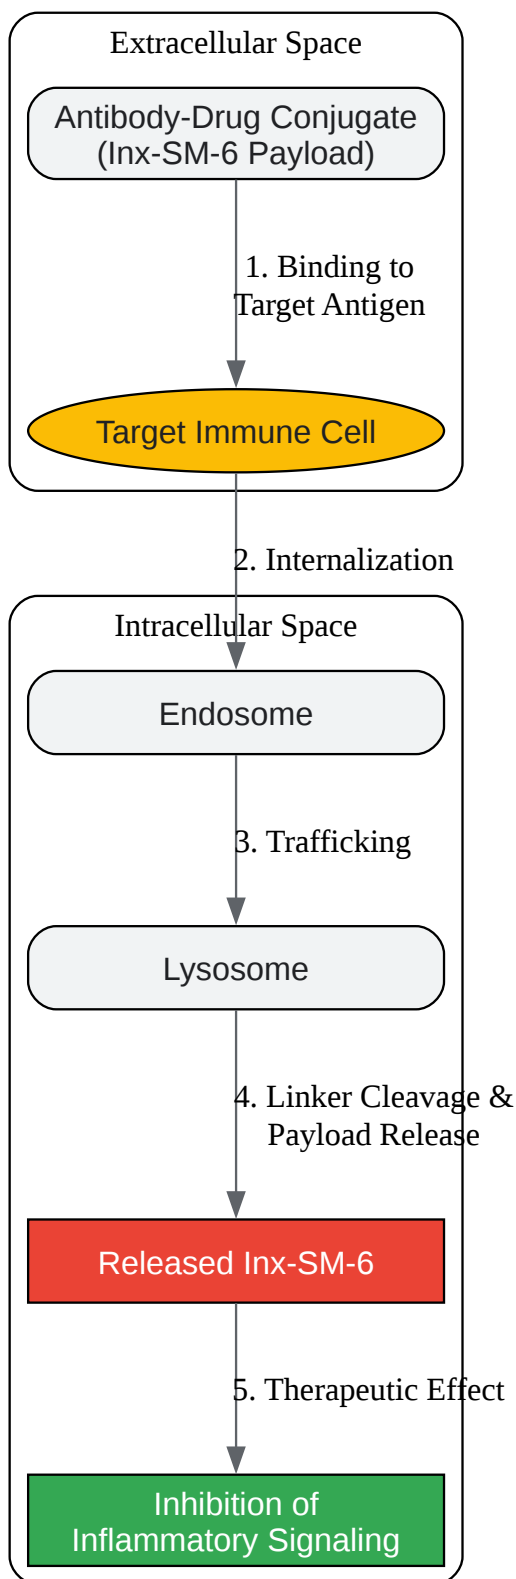 Extracellular Space
Antibody-Drug Conjugate
(Inx-SM-6 Payload)
1. Binding to
Target Antigen
Target Immune Cell
2. Internalization
Intracellular Space
Endosome
3. Trafficking
Lysosome
4. Linker Cleavage &
Payload Release
Released Inx-SM-6
5. Therapeutic Effect
Inhibition of
Inflammatory Signaling